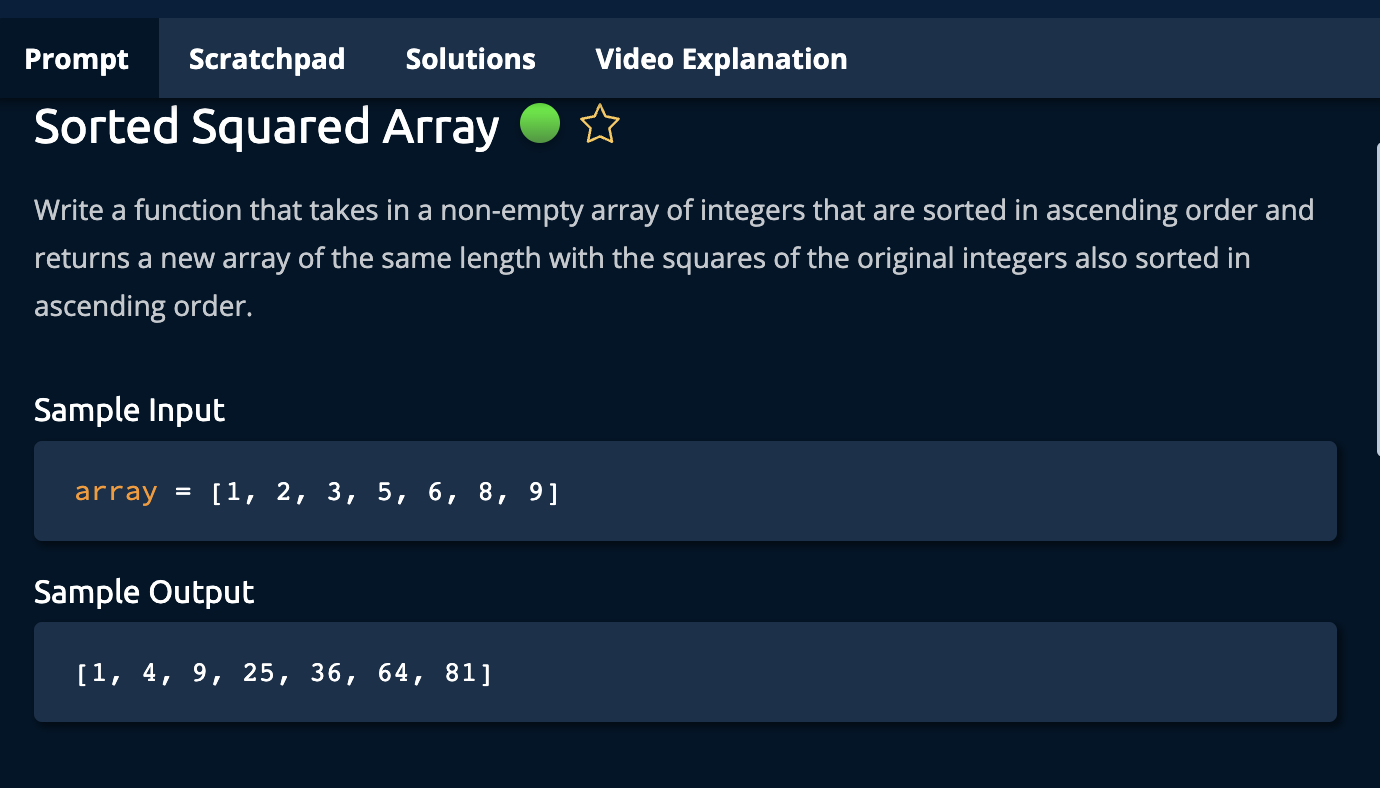 Prompt Scratchpad Solutions Video Explanation
Sorted Squared Array
Write a function that takes in a non-empty array of integers that are sorted in ascending order and
returns a new array of the same length with the squares of the original integers also sorted in
ascending order.
Sample Input
array = [1, 2, 3, 5, 6, 8, 9]
Sample Output
[1, 4, 9, 25, 36, 64, 81]